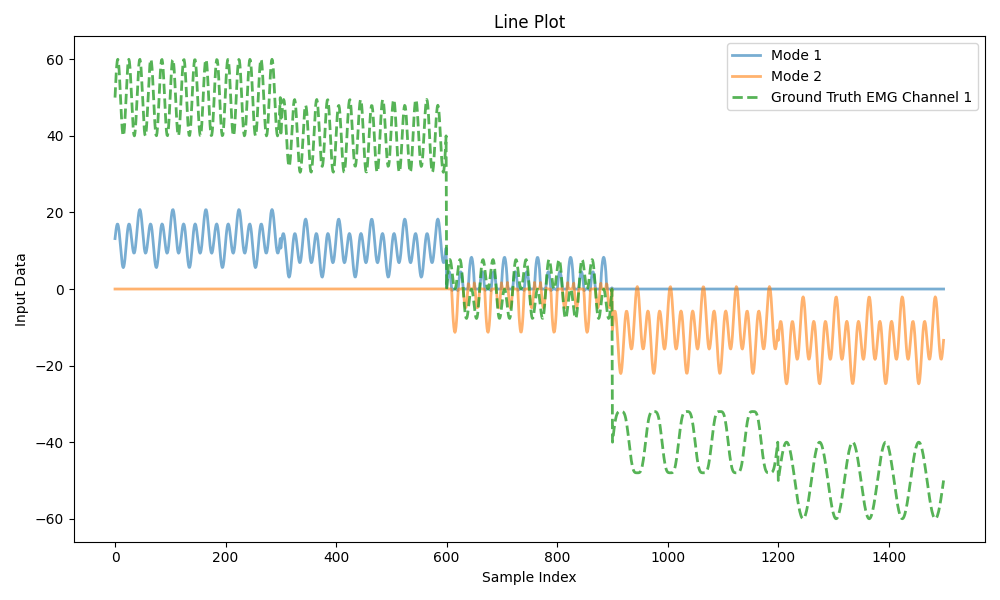 Line Plot
Mode 1
Mode 2
Ground Truth EMG Channel 1
Input Data
60
40
20
0
−20
−40
−60
0
200
400
600
800
1000
1200
1400
Sample Index